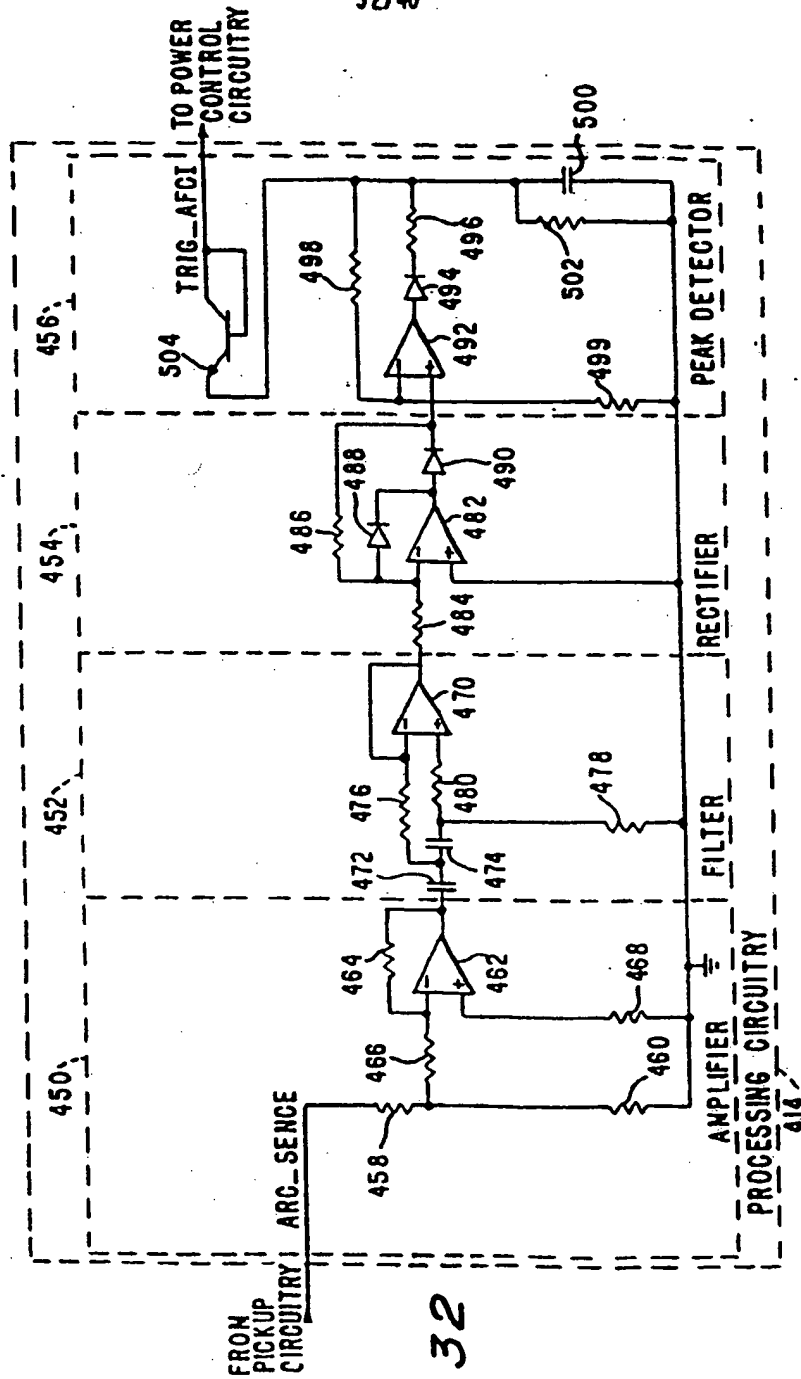 32/40
FROM
PICKUP
CIRCUITRY
ARC_SENCE
TO POWER
CONTROL
CIRCUITRY
TRIG_AFCI
450
452
454
456
458
460
462
464
466
468
AMPLIFIER
470
472
474
476
478
480
FILTER
482
484
486
488
490
RECTIFIER
492
494
496
498
499
500
502
504
PEAK DETECTOR
PROCESSING CIRCUITRY
414
32